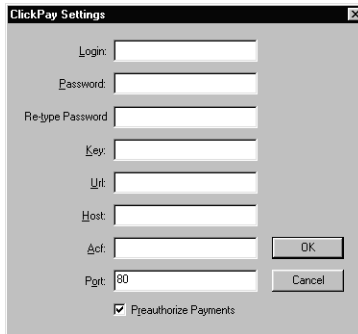 ClickPay Settings
Login:
Password:
Re-type Password
Key:
Url:
Host:
Acf:
OK
Port:
80
Cancel
Preauthorize Payments